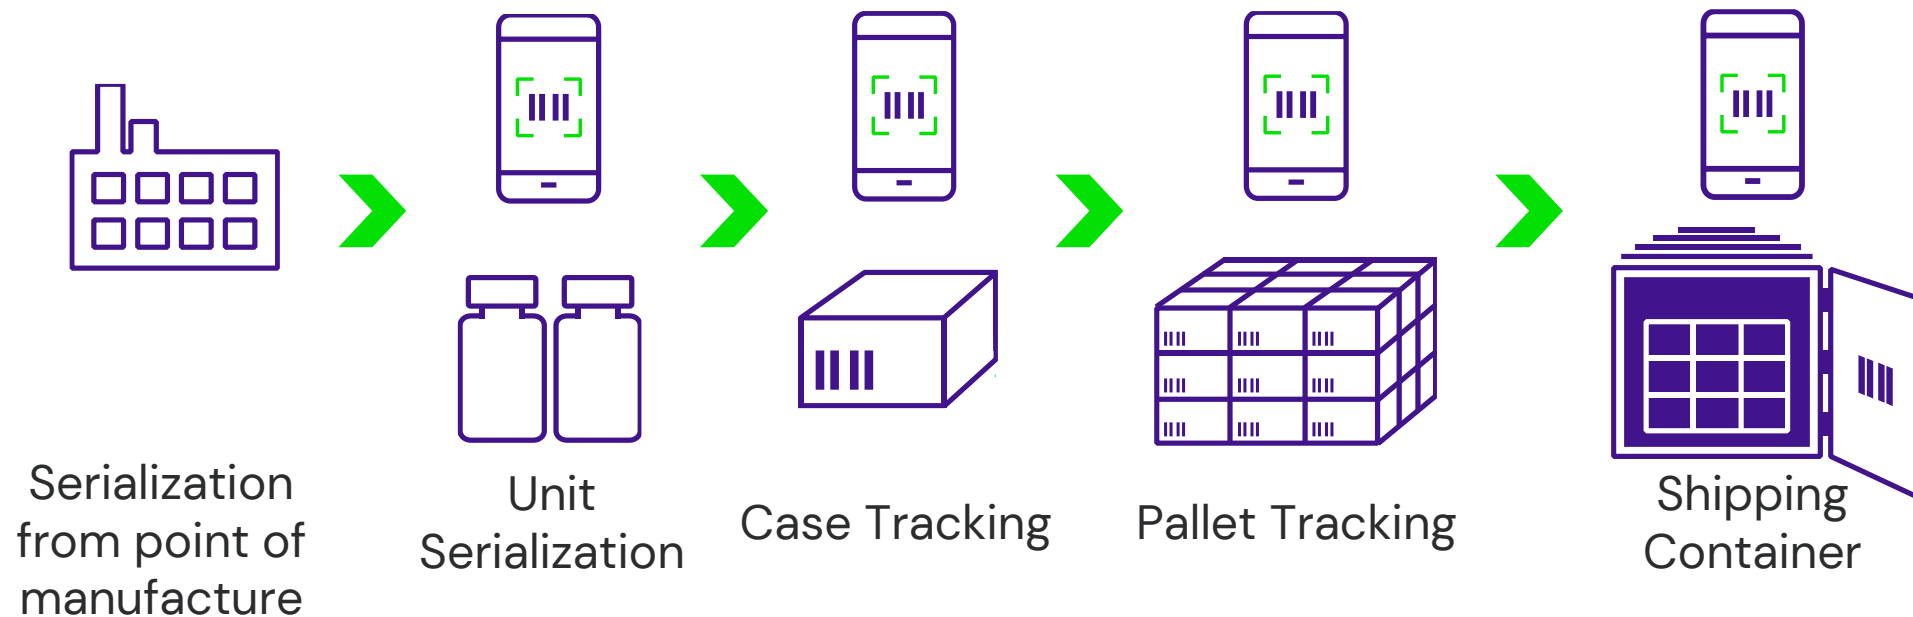 Serialization
from point of
manufacture
Unit
Serialization
Case Tracking
Pallet Tracking
Shipping
Container